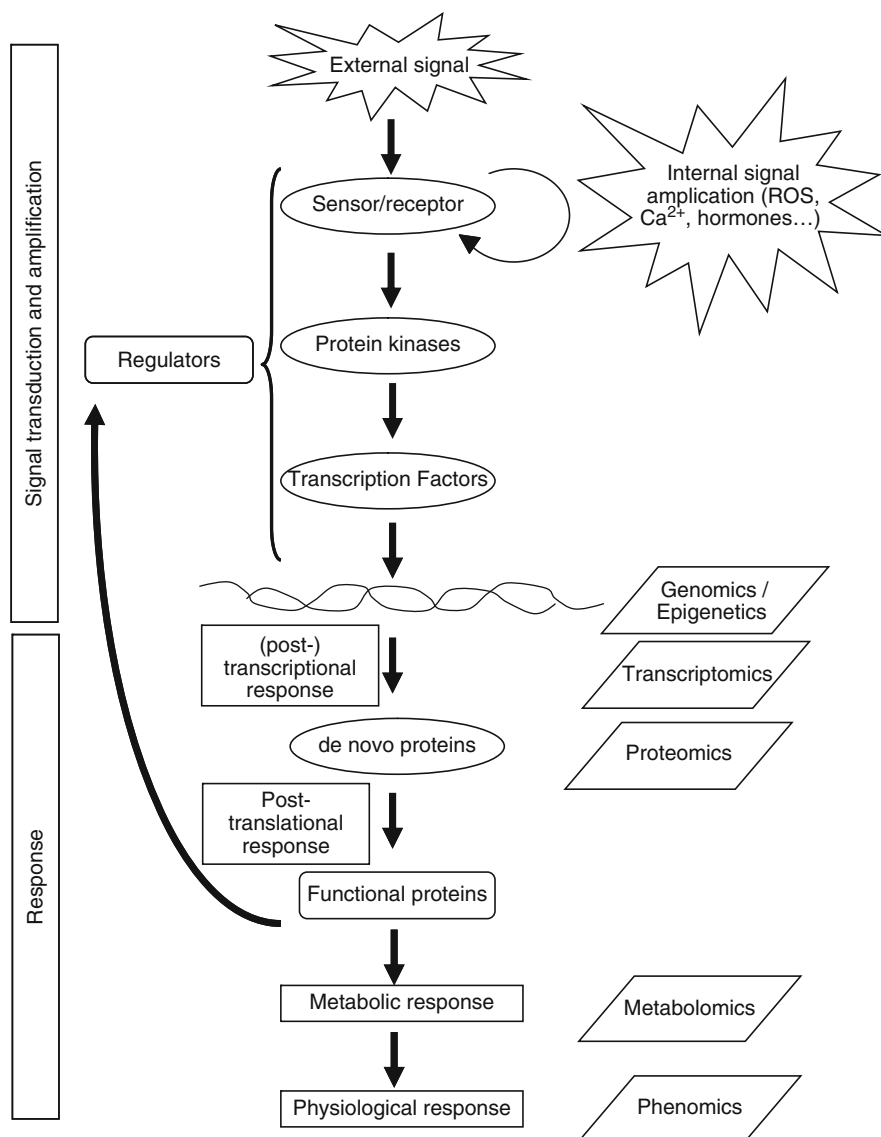 External signal
Internal signal
amplication (ROS,
Ca²⁺, hormones…)
Signal transduction and amplification
Sensor/receptor
Regulators
Protein kinases
Transcription Factors
Genomics /
Epigenetics
Response
(post-)
transcriptional
response
Transcriptomics
de novo proteins
Proteomics
Post-
translational
response
Functional proteins
Metabolic response
Metabolomics
Physiological response
Phenomics